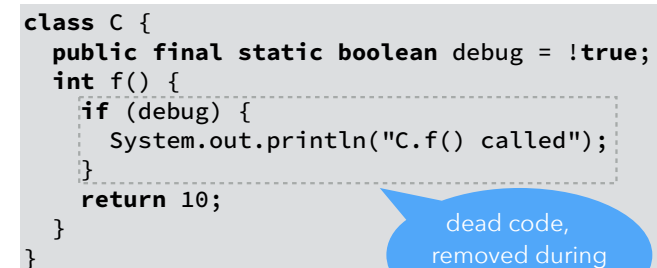 class C {
public final static boolean debug = !true;
int f() {
if (debug) {
System.out.println("C.f() called");
}
return 10;
}
}
dead code,
removed during